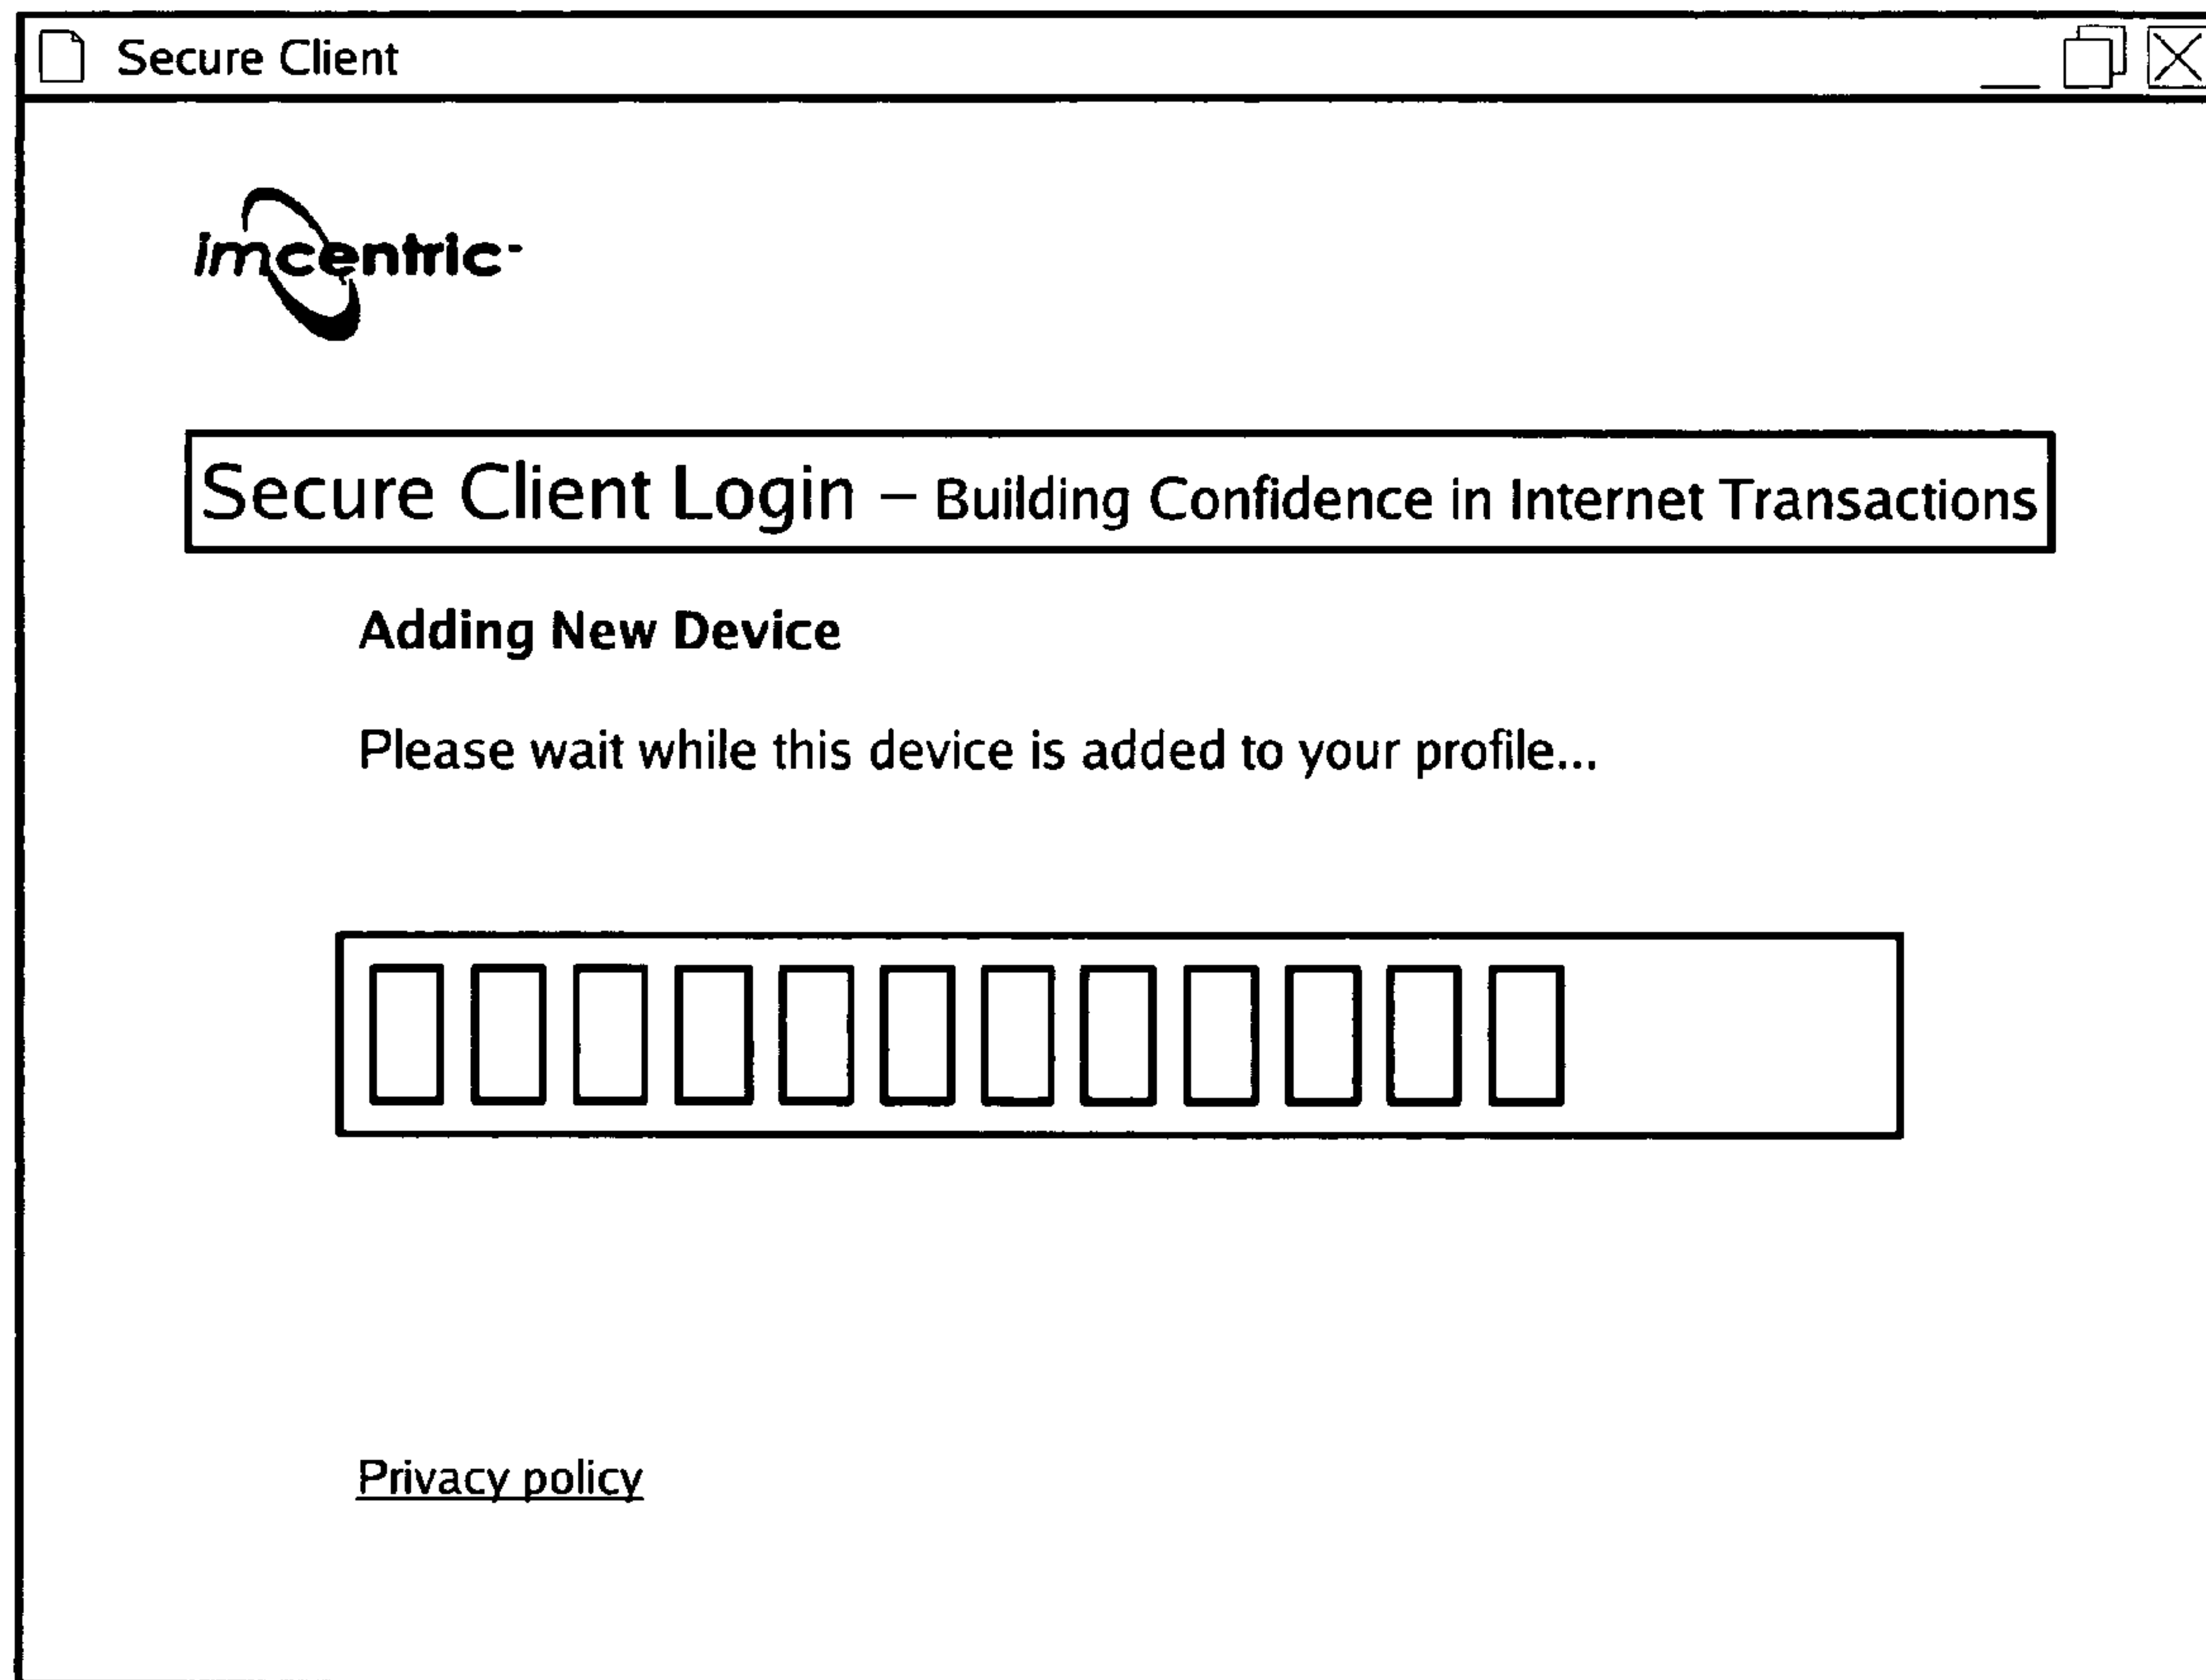 Secure Client
imcentric
Secure Client Login – Building Confidence in Internet Transactions
Adding New Device
Please wait while this device is added to your profile...
Privacy policy